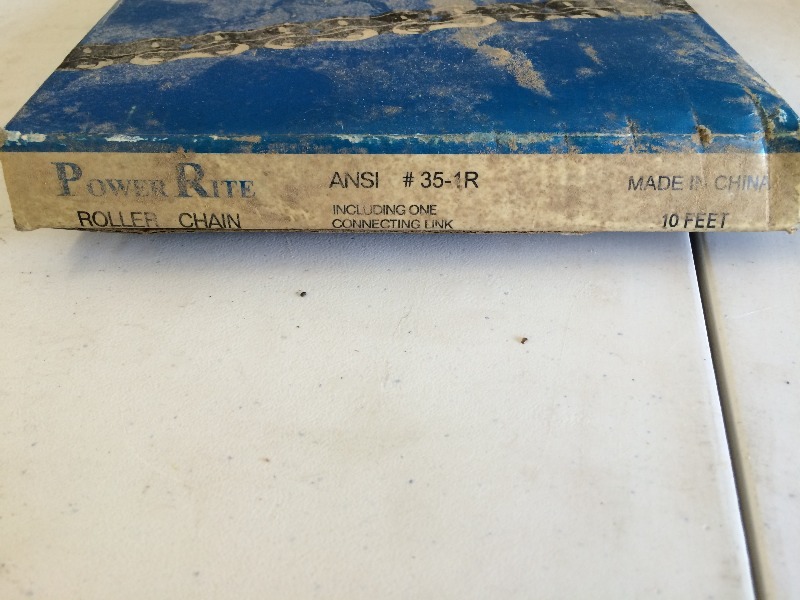 POWER RITE
ROLLER CHAIN
ANSI # 35-1R
INCLUDING ONE
CONNECTING LINK
MADE IN CHINA
10 FEET